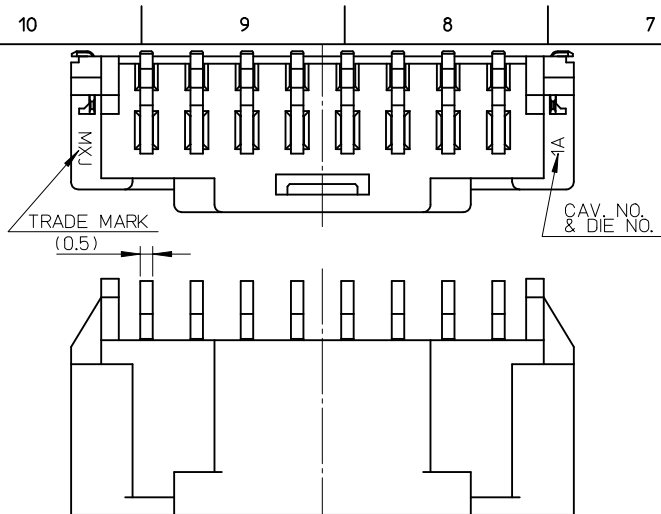 10 9 8 7
MXJ
1A
TRADE MARK
CAV. NO.
& DIE NO.
(0.5)